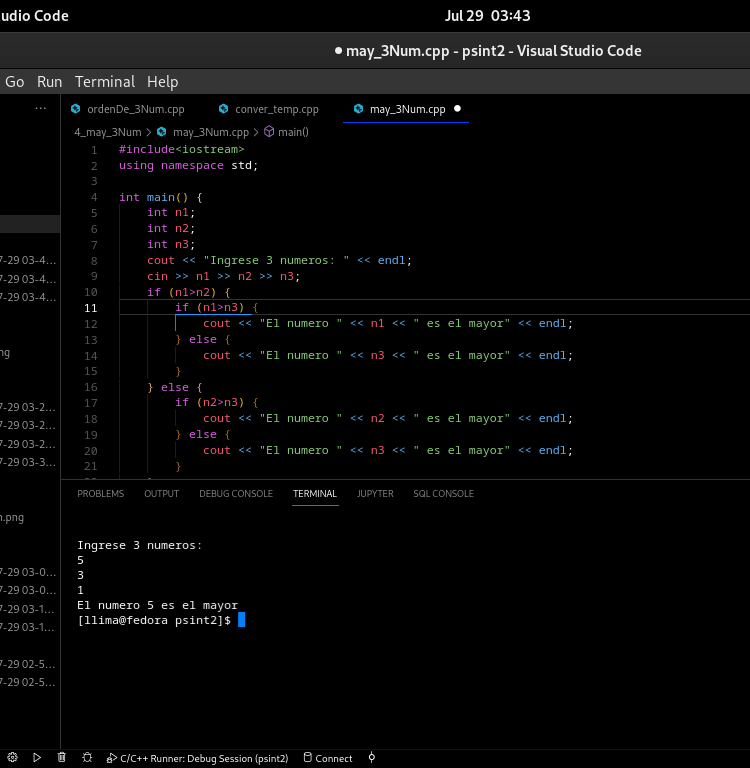 udio Code
Jul 29 03:43
● may_3Num.cpp - psint2 - Visual Studio Code
Go Run Terminal Help
...
ordenDe_3Num.cpp
conver_temp.cpp
may_3Num.cpp ●
4_may_3Num > may_3Num.cpp > main()
1 #include<iostream>
2 using namespace std;
3
4 int main() {
5 int n1;
6 int n2;
7 int n3;
8 cout << "Ingrese 3 numeros: " << endl;
9 cin >> n1 >> n2 >> n3;
10 if (n1>n2) {
11 if (n1>n3) {
12 cout << "El numero " << n1 << " es el mayor" << endl;
13 } else {
14 cout << "El numero " << n3 << " es el mayor" << endl;
15 }
16 } else {
17 if (n2>n3) {
18 cout << "El numero " << n2 << " es el mayor" << endl;
19 } else {
20 cout << "El numero " << n3 << " es el mayor" << endl;
21 }
7-29 03-4...
7-29 03-4...
7-29 03-4...
ng
7-29 03-2...
7-29 03-2...
7-29 03-2...
7-29 03-3...
n.png
7-29 03-0...
7-29 03-0...
7-29 03-1...
7-29 03-1...
7-29 02-5...
7-29 02-5...
PROBLEMS OUTPUT DEBUG CONSOLE TERMINAL JUPYTER SQL CONSOLE
Ingrese 3 numeros:
5
3
1
El numero 5 es el mayor
[llima@fedora psint2]$
C/C++ Runner: Debug Session (psint2) Connect